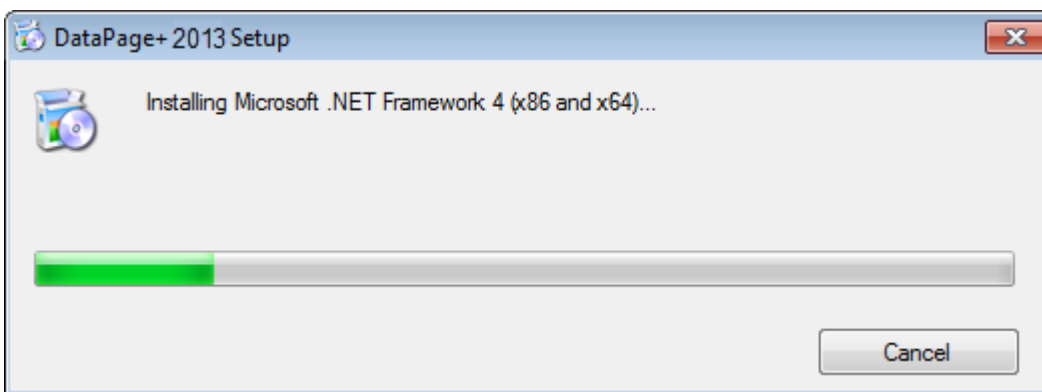 DataPage+ 2013 Setup
Installing Microsoft .NET Framework 4 (x86 and x64)...
Cancel